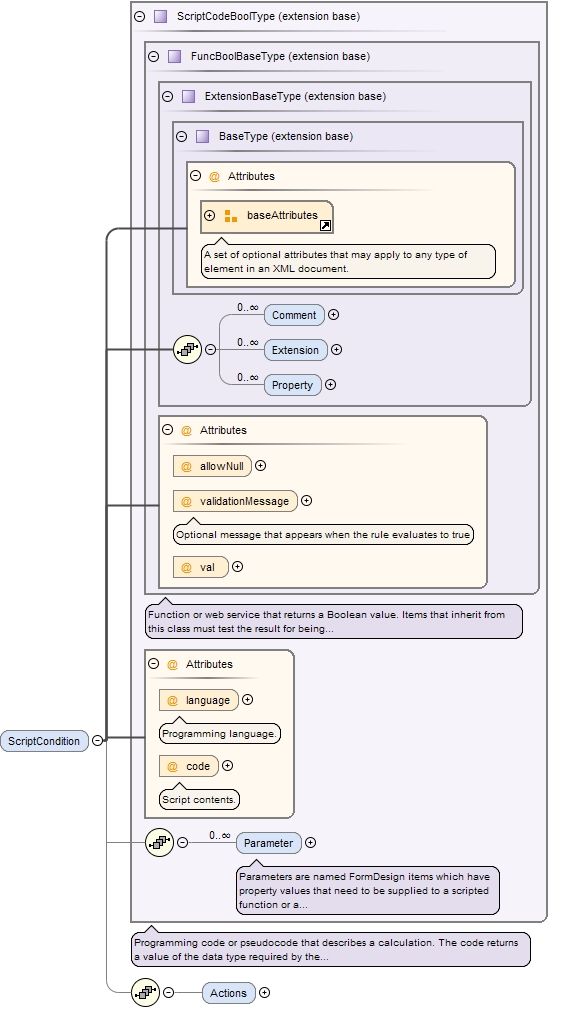 ScriptCodeBoolType (extension base)
FuncBoolBaseType (extension base)
ExtensionBaseType (extension base)
BaseType (extension base)
@ Attributes
baseAttributes
A set of optional attributes that may apply to any type of
element in an XML document.
0..∞
Comment
0..∞
Extension
0..∞
Property
@ Attributes
@ allowNull
@ validationMessage
Optional message that appears when the rule evaluates to true
@ val
Function or web service that returns a Boolean value. Items that inherit from
this class must test the result for being...
@ Attributes
@ language
Programming language.
ScriptCondition
@ code
Script contents.
0..∞
Parameter
Parameters are named FormDesign items which have
property values that need to be supplied to a scripted
function or a...
Programming code or pseudocode that describes a calculation. The code returns
a value of the data type required by the...
Actions